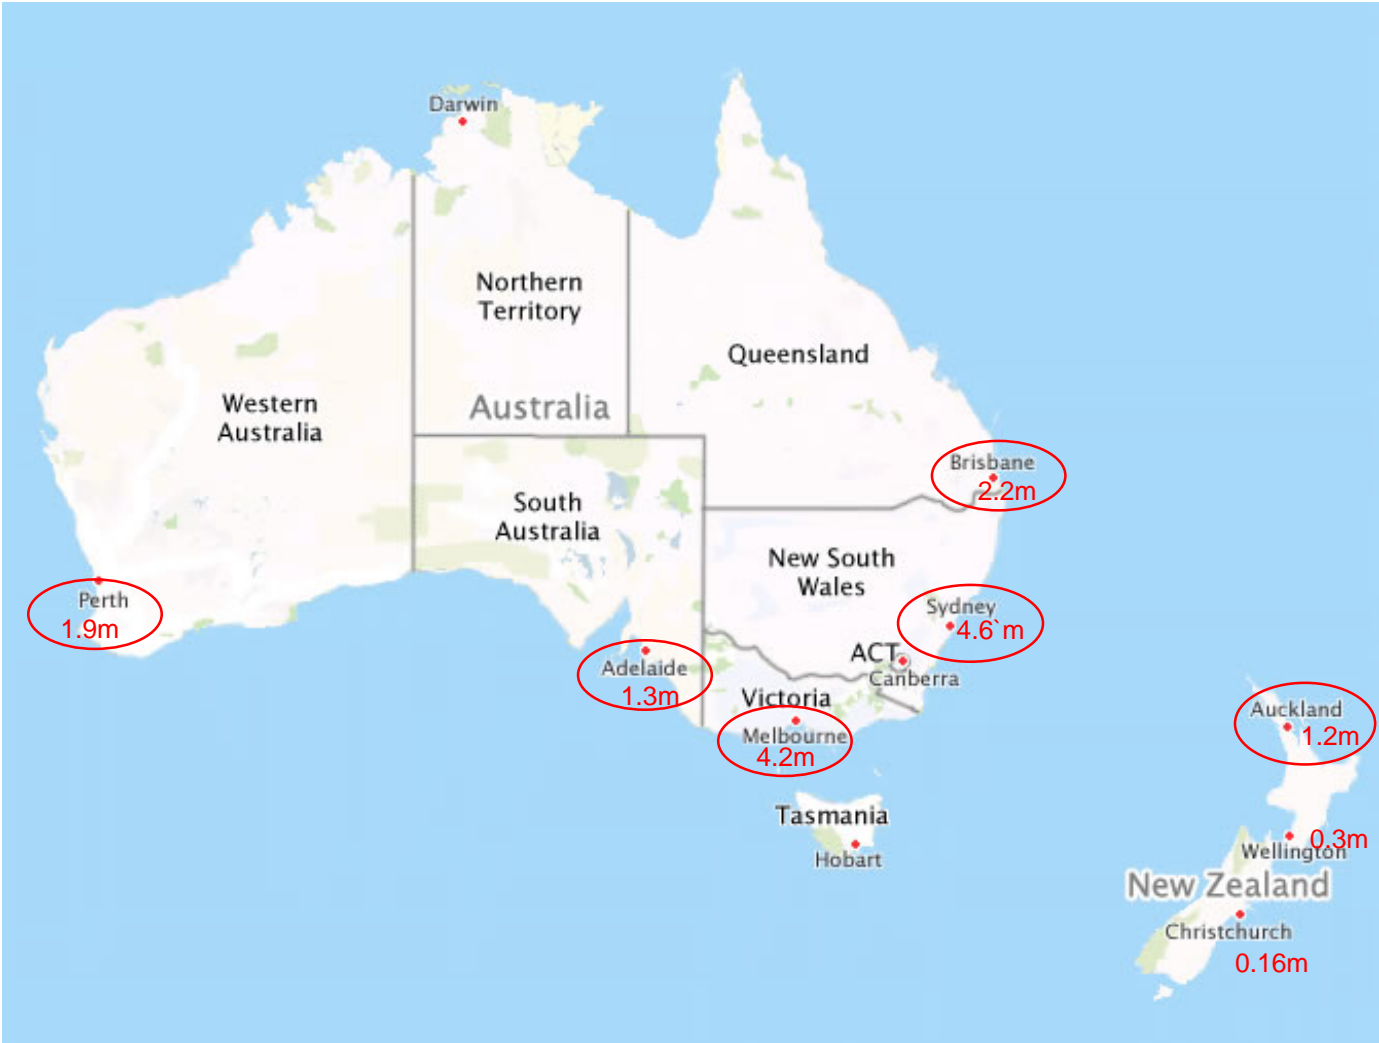 Darwin
Northern
Territory
Queensland
Western
Australia
Australia
Brisbane
2.2m
South
Australia
New South
Wales
Perth
1.9m
Sydney
4.6`m
ACT
Canberra
Adelaide
1.3m
Victoria
Melbourne
4.2m
Auckland
1.2m
Tasmania
Hobart
0.3m
Wellington
New Zealand
Christchurch
0.16m